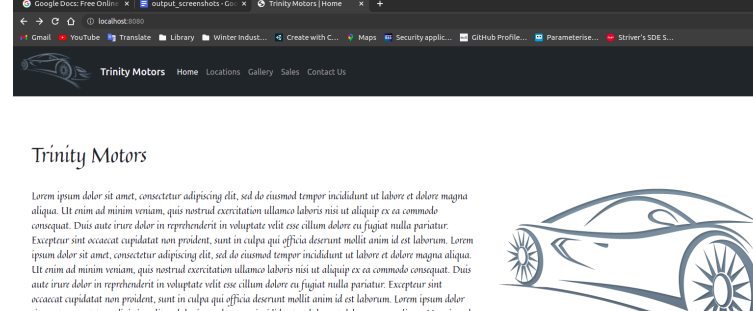 Google Docs: Free Online
output_screenshots - Goo
Trinity Motors | Home
localhost:8080
Gmail YouTube Translate Library Winter Indust... Create with C... Maps Security applic... GitHub Profile... Parameterise... Striver's SDE S...
Trinity Motors Home Locations Gallery Sales Contact Us
Trinity Motors
Lorem ipsum dolor sit amet, consectetur adipiscing elit, sed do eiusmod tempor incididunt ut labore et dolore magna
aliqua. Ut enim ad minim veniam, quis nostrud exercitation ullamco laboris nisi ut aliquip ex ea commodo
consequat. Duis aute irure dolor in reprehenderit in voluptate velit esse cillum dolore eu fugiat nulla pariatur.
Excepteur sint occaecat cupidatat non proident, sunt in culpa qui officia deserunt mollit anim id est laborum. Lorem
ipsum dolor sit amet, consectetur adipiscing elit, sed do eiusmod tempor incididunt ut labore et dolore magna aliqua.
Ut enim ad minim veniam, quis nostrud exercitation ullamco laboris nisi ut aliquip ex ea commodo consequat. Duis
aute irure dolor in reprehenderit in voluptate velit esse cillum dolore eu fugiat nulla pariatur. Excepteur sint
occaecat cupidatat non proident, sunt in culpa qui officia deserunt mollit anim id est laborum. Lorem ipsum dolor